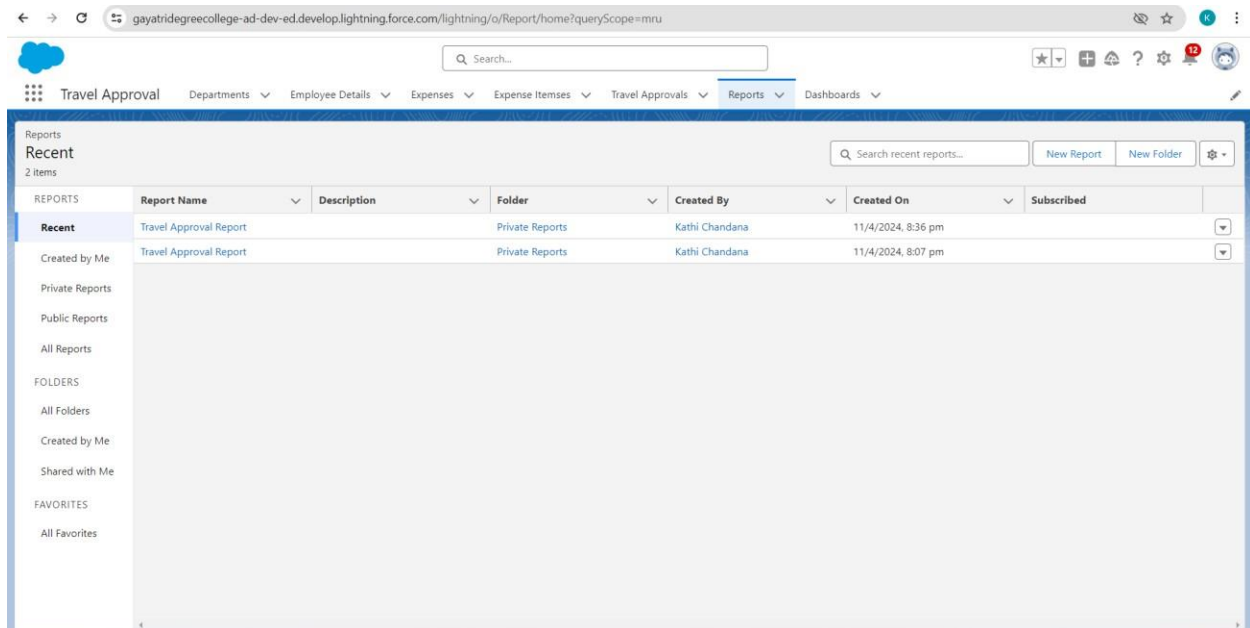 gayatridegreecollege-ad-dev-ed.develop.lightning.force.com/lightning/o/Report/home?queryScope=mru
K
Search...
12
Travel Approval Departments Employee Details Expenses Expense Itemses Travel Approvals Reports Dashboards
Reports
Recent
2 items
Search recent reports...
New Report New Folder
REPORTS Report Name Description Folder Created By Created On Subscribed
Recent Travel Approval Report Private Reports Kathi Chandana 11/4/2024, 8:36 pm
Travel Approval Report Private Reports Kathi Chandana 11/4/2024, 8:07 pm
Created by Me
Private Reports
Public Reports
All Reports
FOLDERS
All Folders
Created by Me
Shared with Me
FAVORITES
All Favorites